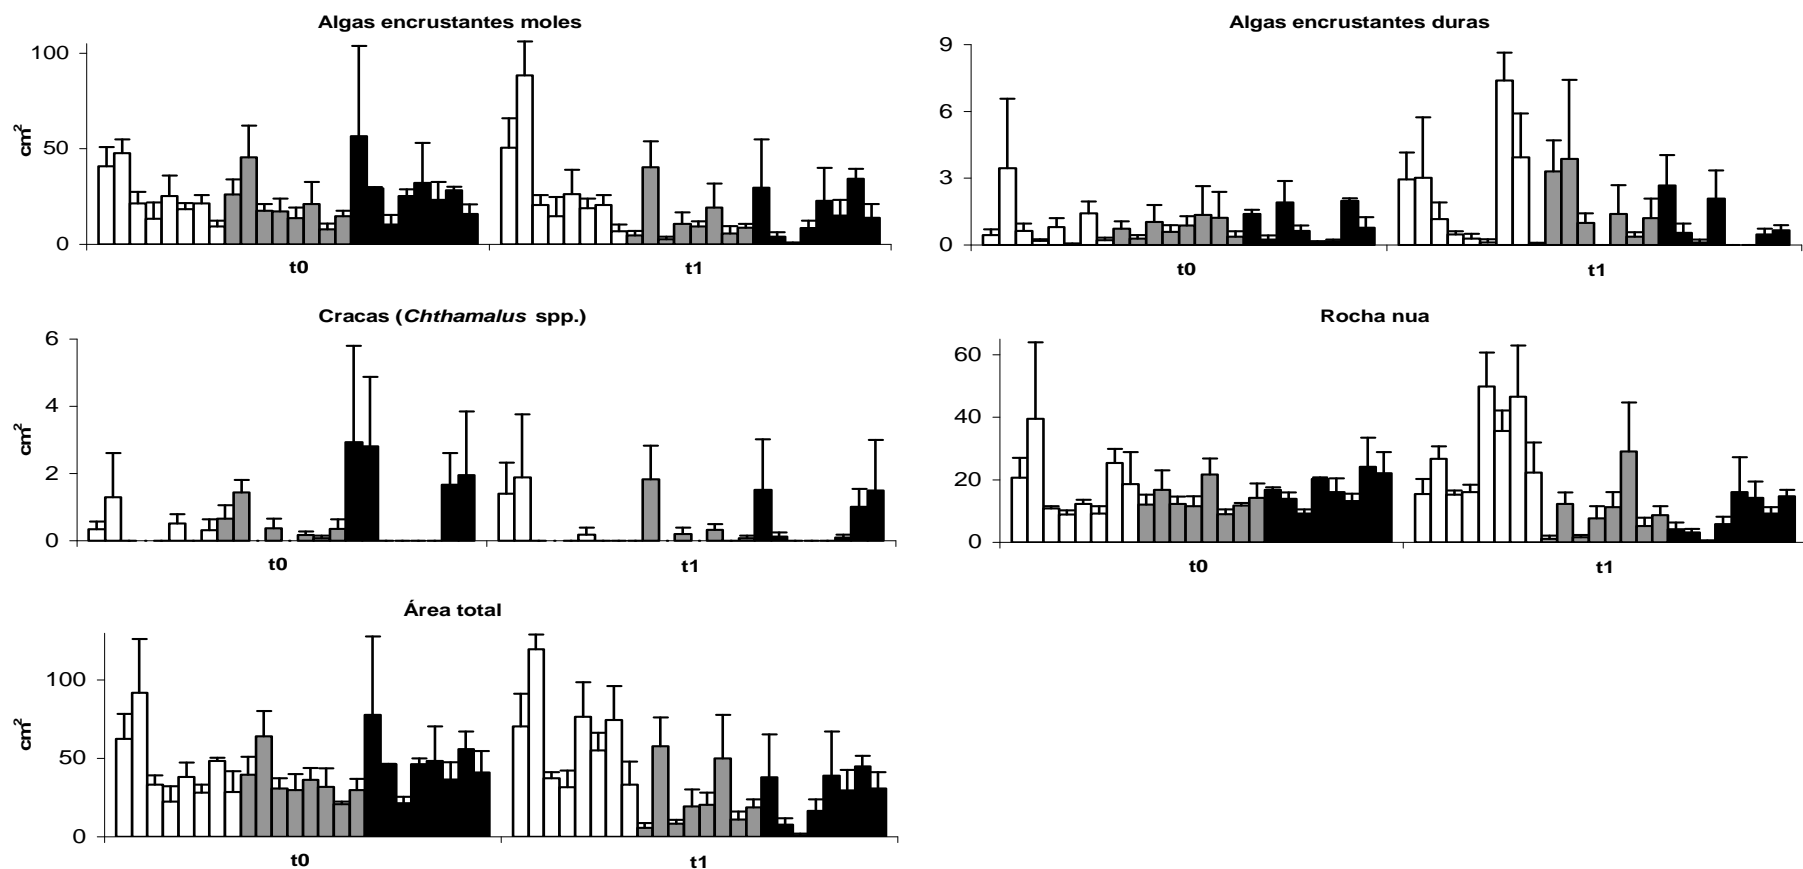 Algas encrustantes moles
100
50
0
cm²
t0
t1
Algas encrustantes duras
9
6
3
0
t0
t1
Cracas (Chthamalus spp.)
6
4
2
0
cm²
t0
t1
Rocha nua
60
40
20
0
t0
t1
Área total
100
50
0
cm²
t0
t1